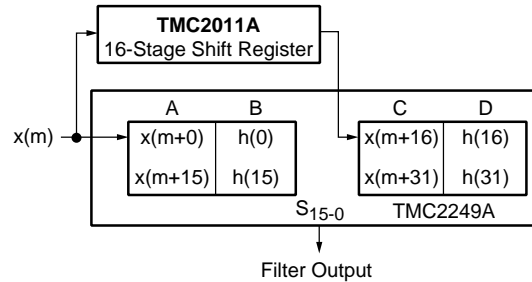 TMC2011A
16-Stage Shift Register
A B C D
x(m) x(m+0) h(0) x(m+16) h(16)
x(m+15) h(15) x(m+31) h(31)
S15-0 TMC2249A
Filter Output